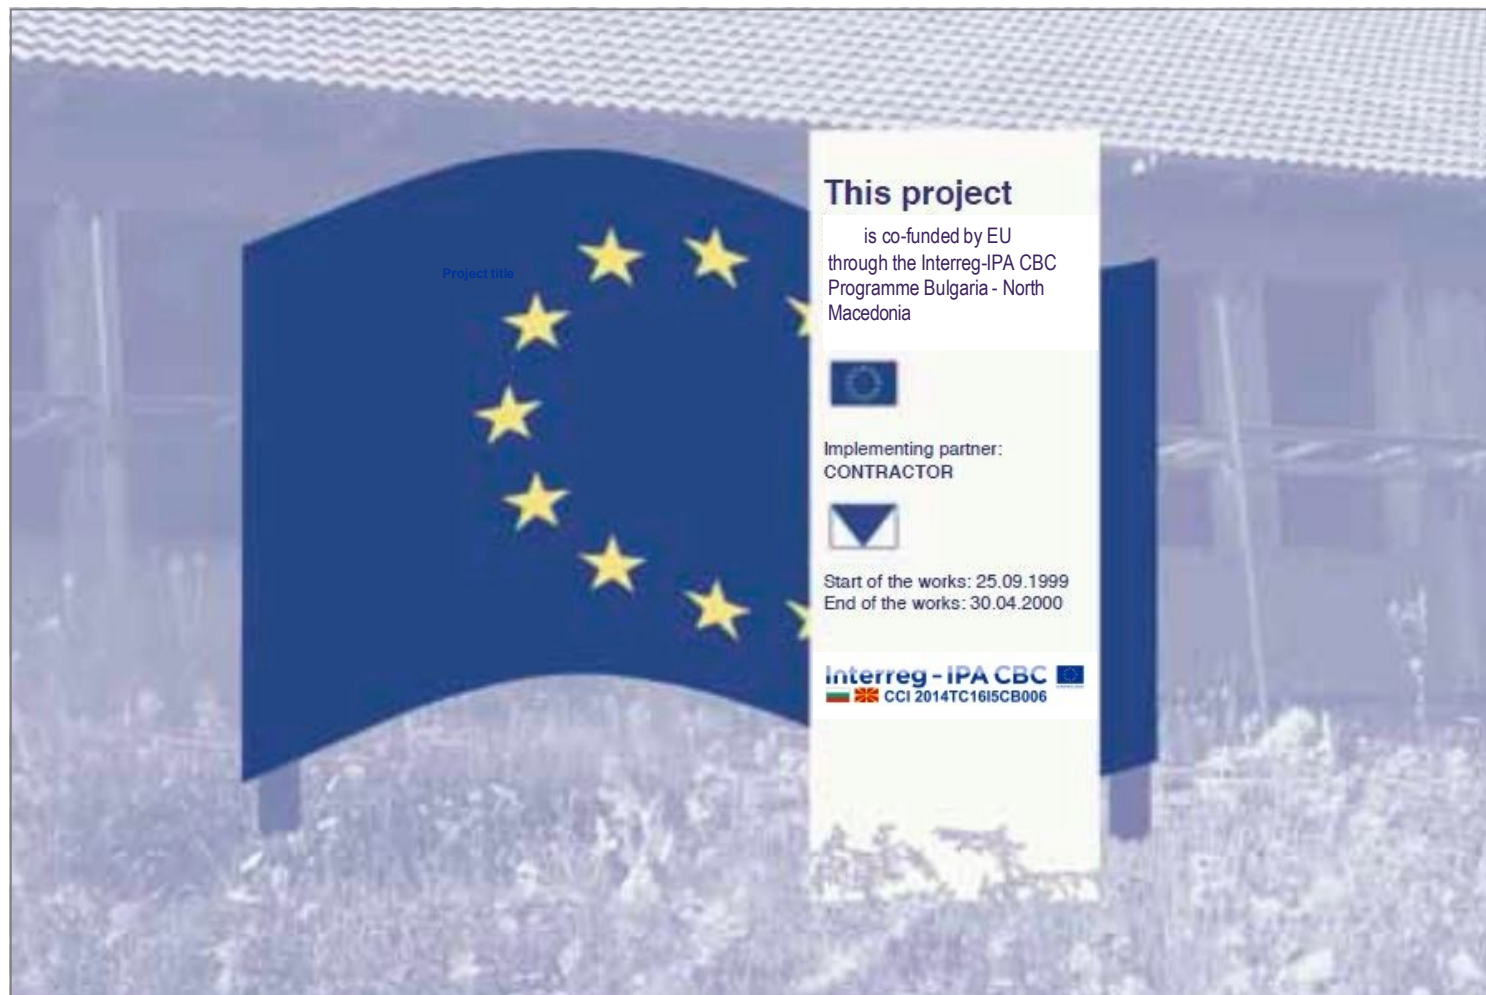 Project title
This project
is co-funded by EU
through the Interreg-IPA CBC
Programme Bulgaria - North
Macedonia
Implementing partner:
CONTRACTOR
Start of the works: 25.09.1999
End of the works: 30.04.2000
Interreg - IPA CBC
CCI 2014TC16I5CB006